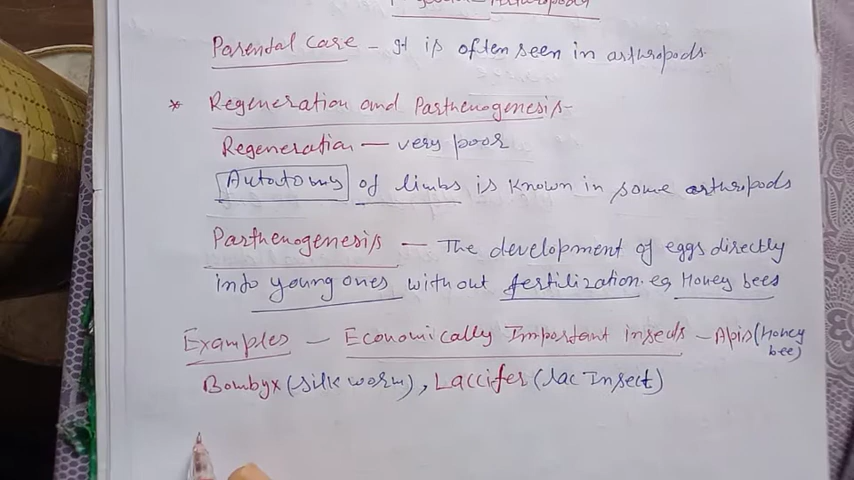 Parental Care - It is often seen in arthropods
* Regeneration and Parthenogenesis-
Regeneration — very poor
Autotomy of limbs is known in some arthropods
Parthenogenesis — The development of eggs directly
into young ones without fertilization. eg Honey bees
Examples - Economically Important insects - Apis (Honey
bee)
Bombyx (silk worm), Laccifer (lac Insect)